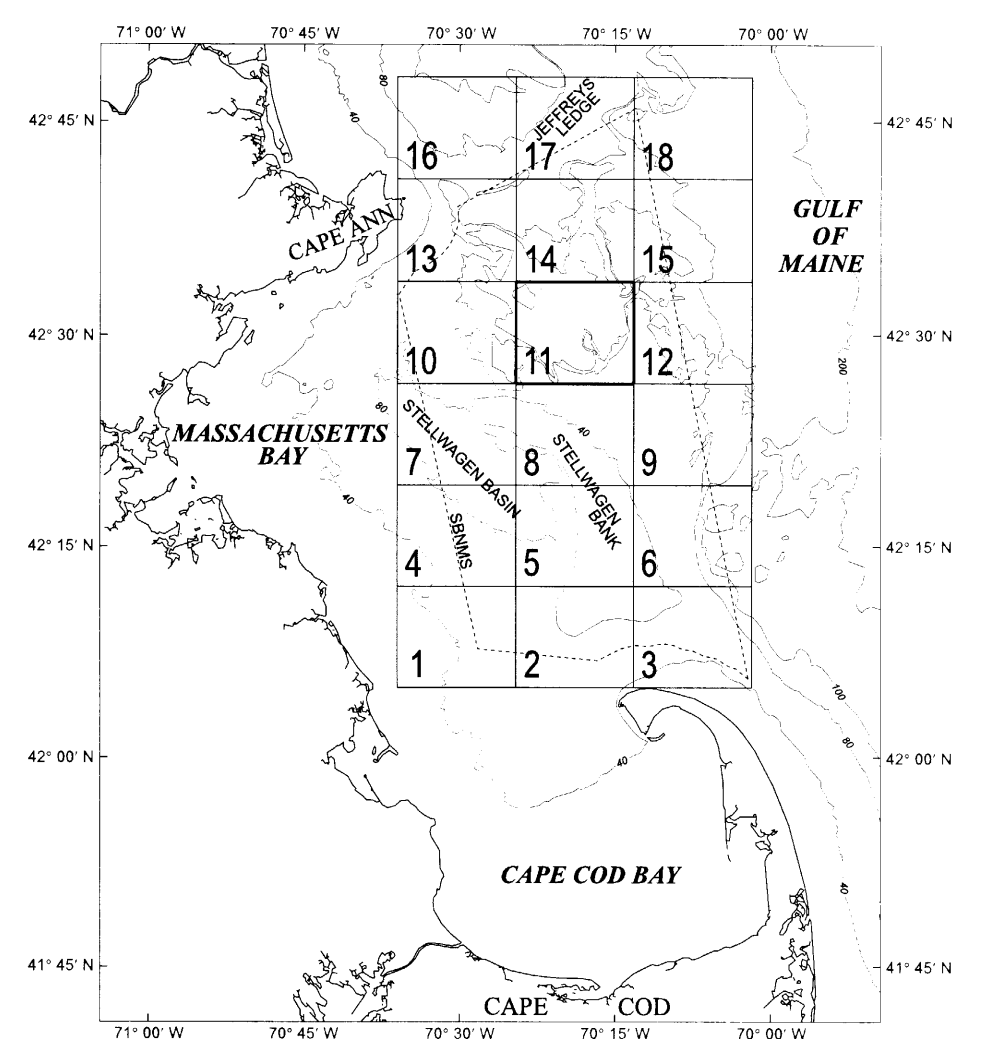 71° 00′ W 70° 45′ W 70° 30′ W 70° 15′ W 70° 00′ W
80
40
JEFFREYS
LEDGE
42° 45′ N 42° 45′ N
16 17 18
CAPE ANN
GULF
OF
MAINE
13 14 15
42° 30′ N 42° 30′ N
10 11 12
200
80
40
STELLWAGEN BASIN
MASSACHUSETTS
BAY
STELLWAGEN
BANK
7 8 9
40
SBNMS
42° 15′ N 42° 15′ N
4 5 6
1 2 3
100
80
42° 00′ N 42° 00′ N
40
CAPE COD BAY
40
41° 45′ N 41° 45′ N
CAPE COD
71° 00′ W 70° 45′ W 70° 30′ W 70° 15′ W 70° 00′ W